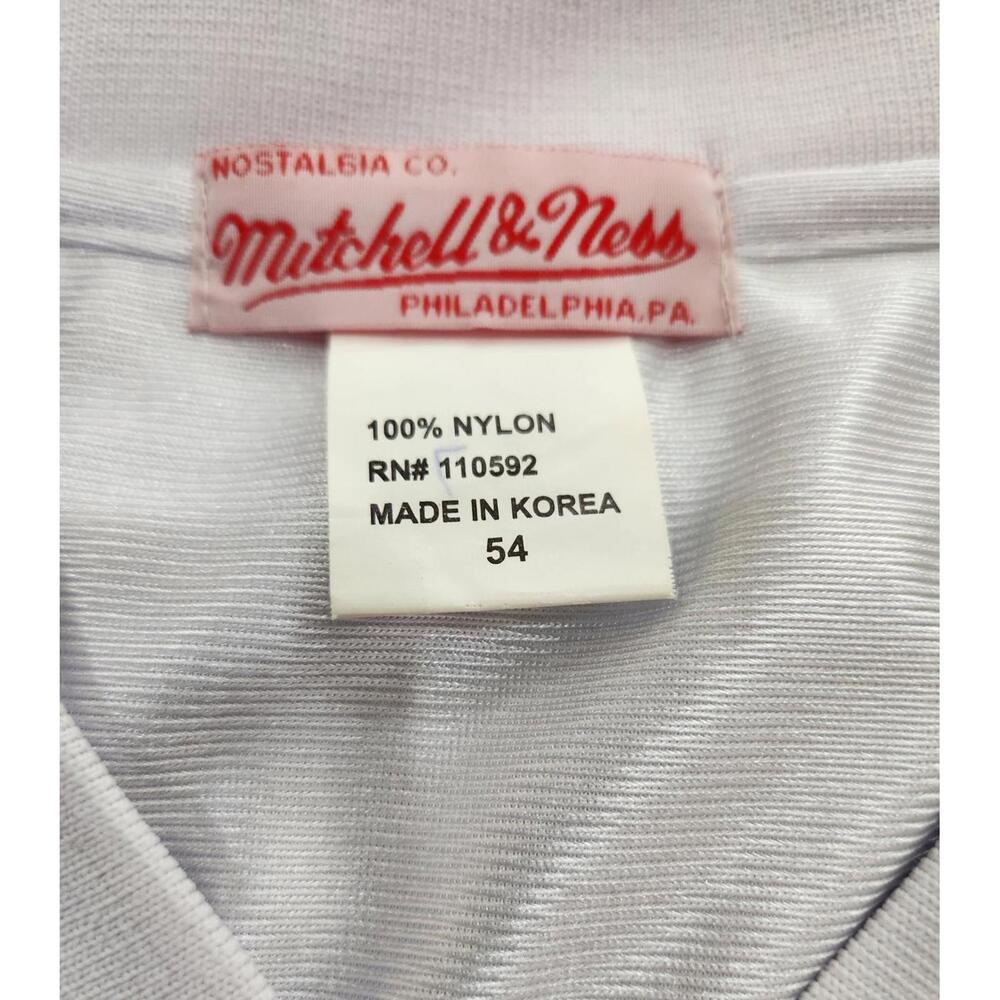 NOSTALGIA CO.
Mitchell & Ness
PHILADELPHIA, PA.
100% NYLON
RN# 110592
MADE IN KOREA
54